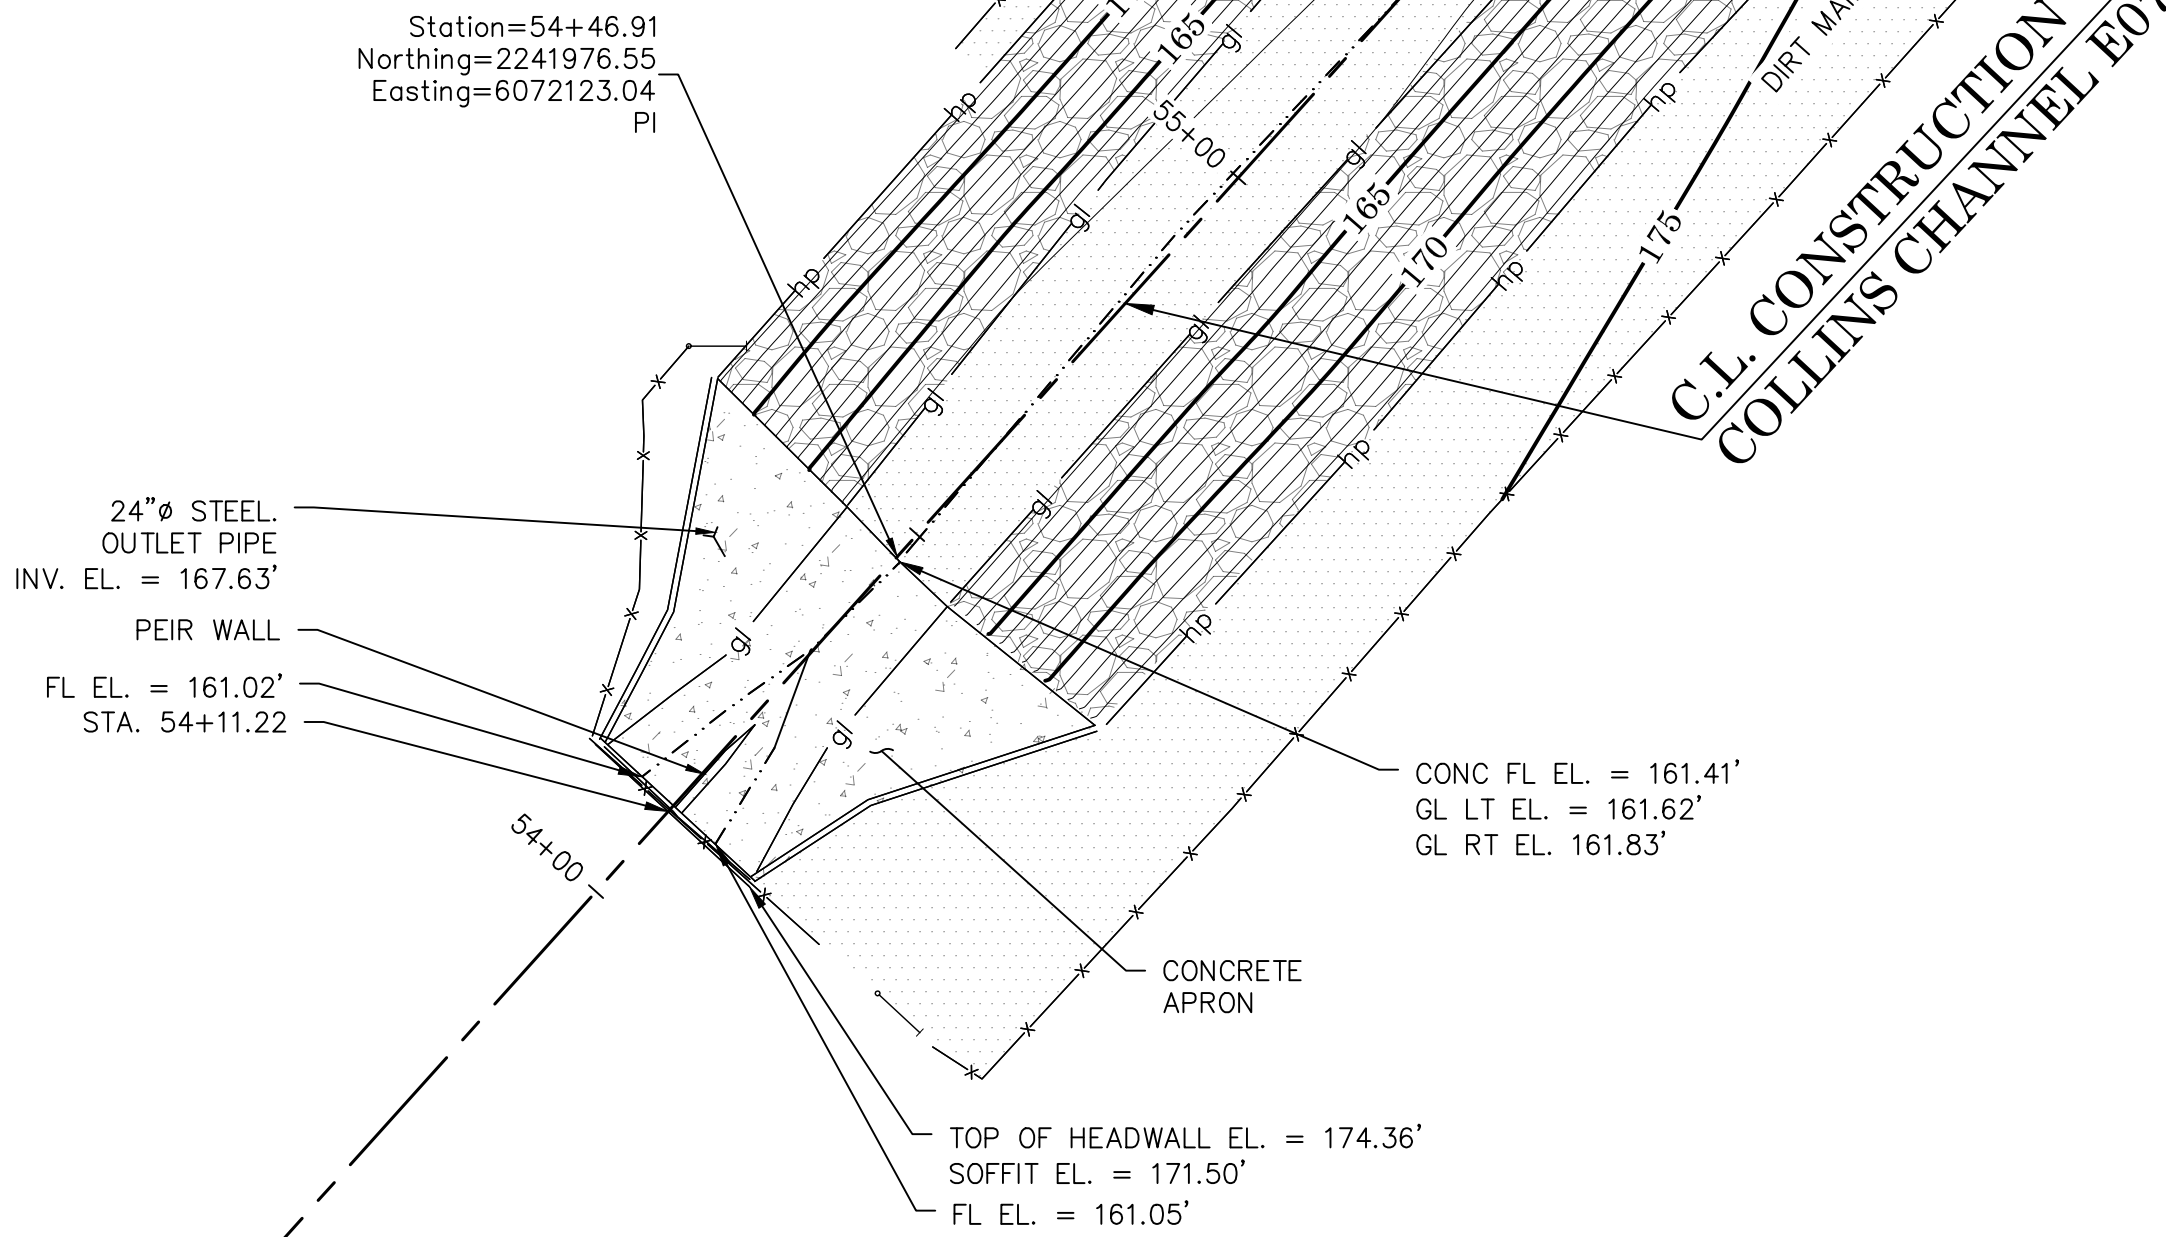 Station=54+46.91
Northing=2241976.55
Easting=6072123.04
PI
165
gl
hp
55+00
gl
hp
DIRT
C.L. CONSTRUCTION
COLLINS CHANNEL
gl
hp
165
170
175
hp
gl
gl
hp
gl
hp
24"ø STEEL.
OUTLET PIPE
INV. EL. = 167.63'
PEIR WALL
FL EL. = 161.02'
STA. 54+11.22
gl
gl
54+00
CONC FL EL. = 161.41'
GL LT EL. = 161.62'
GL RT EL. 161.83'
CONCRETE
APRON
TOP OF HEADWALL EL. = 174.36'
SOFFIT EL. = 171.50'
FL EL. = 161.05'